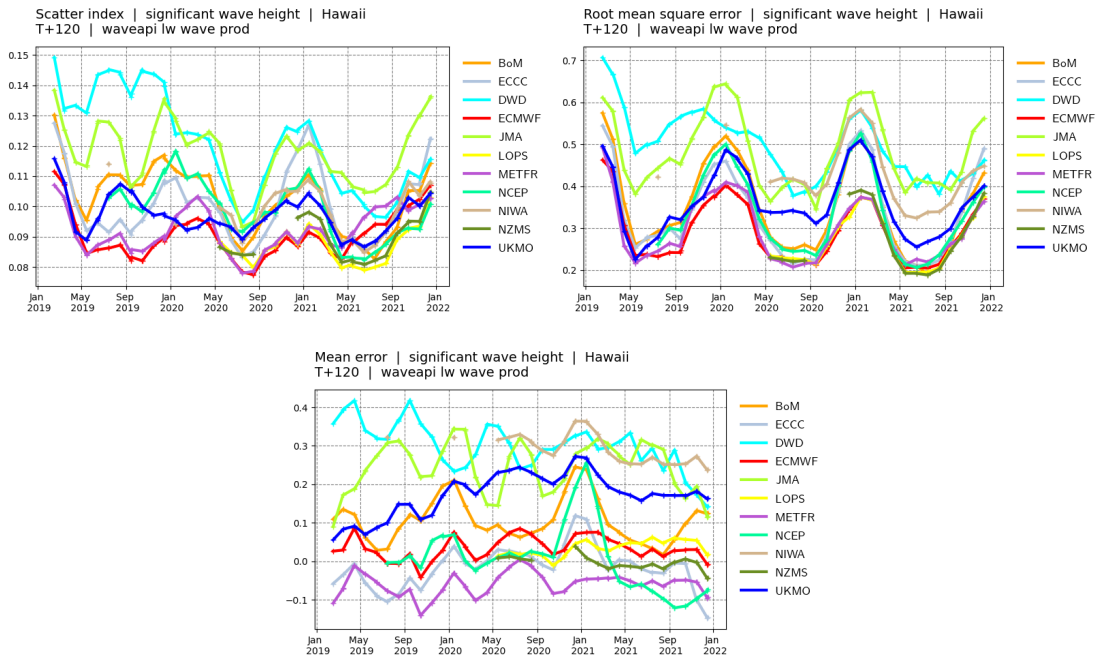 Scatter index | significant wave height | Hawaii
T+120 | waveapi lw wave prod
0.15
0.14
0.13
0.12
0.11
0.10
0.09
0.08
Jan May Sep Jan May Sep Jan May Sep Jan
2019 2019 2019 2020 2020 2020 2021 2021 2021 2022
BoM
ECCC
DWD
ECMWF
JMA
LOPS
METFR
NCEP
NIWA
NZMS
UKMO
Root mean square error | significant wave height | Hawaii
T+120 | waveapi lw wave prod
0.7
0.6
0.5
0.4
0.3
0.2
Jan May Sep Jan May Sep Jan May Sep Jan
2019 2019 2019 2020 2020 2020 2021 2021 2021 2022
BoM
ECCC
DWD
ECMWF
JMA
LOPS
METFR
NCEP
NIWA
NZMS
UKMO
Mean error | significant wave height | Hawaii
T+120 | waveapi lw wave prod
0.4
0.3
0.2
0.1
0.0
−0.1
Jan May Sep Jan May Sep Jan May Sep Jan
2019 2019 2019 2020 2020 2020 2021 2021 2021 2022
BoM
ECCC
DWD
ECMWF
JMA
LOPS
METFR
NCEP
NIWA
NZMS
UKMO